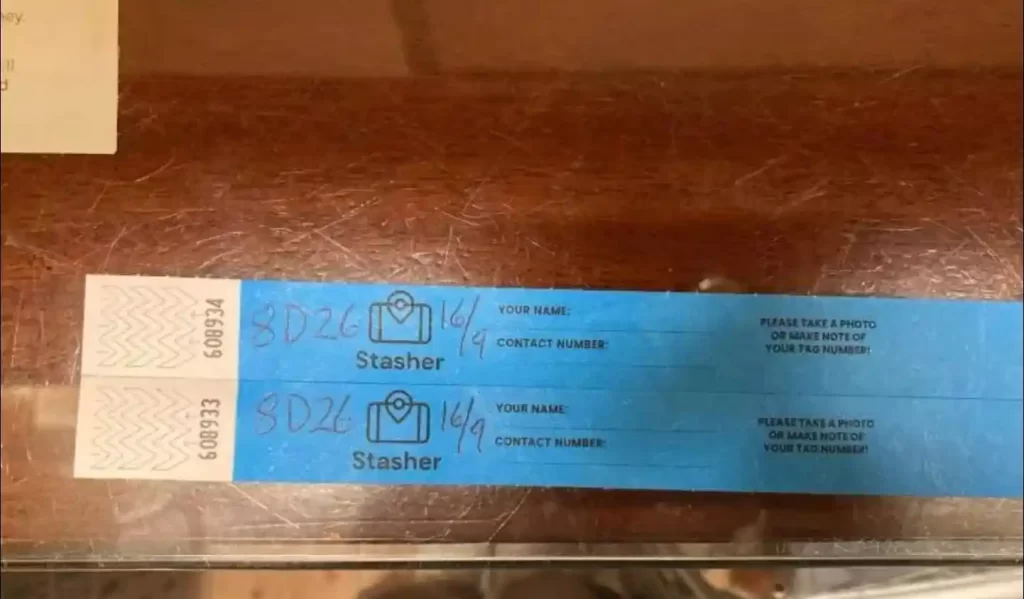 608934
8D26
16/9
Stasher
YOUR NAME:
CONTACT NUMBER:
PLEASE TAKE A PHOTO
OR MAKE NOTE OF
YOUR TAG NUMBER!
608933
8D26
16/9
Stasher
YOUR NAME:
CONTACT NUMBER:
PLEASE TAKE A PHOTO
OR MAKE NOTE OF
YOUR TAG NUMBER!